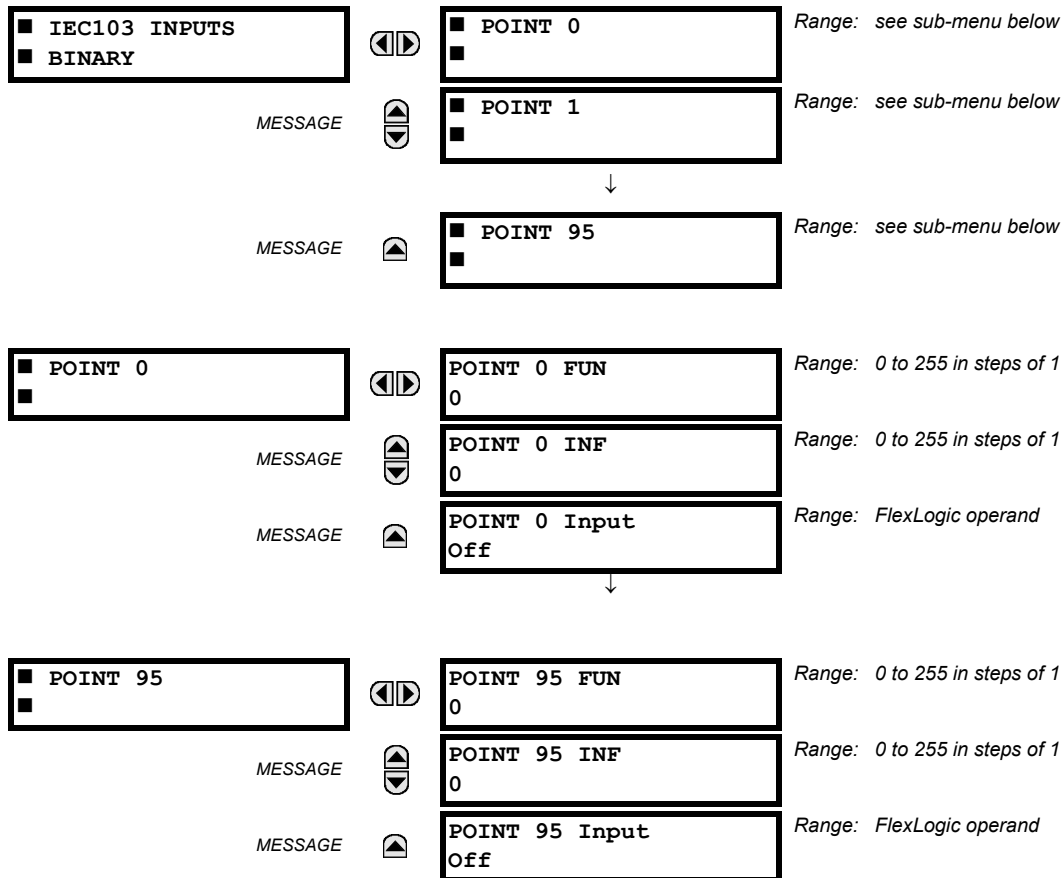 ■ IEC103 INPUTS
■ BINARY
■ POINT 0
■
Range: see sub-menu below
MESSAGE
■ POINT 1
■
Range: see sub-menu below
↓
MESSAGE
■ POINT 95
■
Range: see sub-menu below
■ POINT 0
■
POINT 0 FUN
0
Range: 0 to 255 in steps of 1
MESSAGE
POINT 0 INF
0
Range: 0 to 255 in steps of 1
MESSAGE
POINT 0 Input
Off
Range: FlexLogic operand
↓
■ POINT 95
■
POINT 95 FUN
0
Range: 0 to 255 in steps of 1
MESSAGE
POINT 95 INF
0
Range: 0 to 255 in steps of 1
MESSAGE
POINT 95 Input
Off
Range: FlexLogic operand